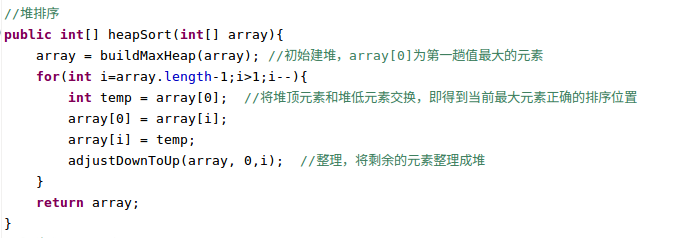 //堆排序
public int[] heapSort(int[] array){
    array = buildMaxHeap(array); //初始建堆，array[0]为第一趟值最大的元素
    for(int i=array.length-1;i>1;i--){
        int temp = array[0];  //将堆顶元素和堆低元素交换，即得到当前最大元素正确的排序位置
        array[0] = array[i];
        array[i] = temp;
        adjustDownToUp(array, 0,i);  //整理，将剩余的元素整理成堆
    }
    return array;
}